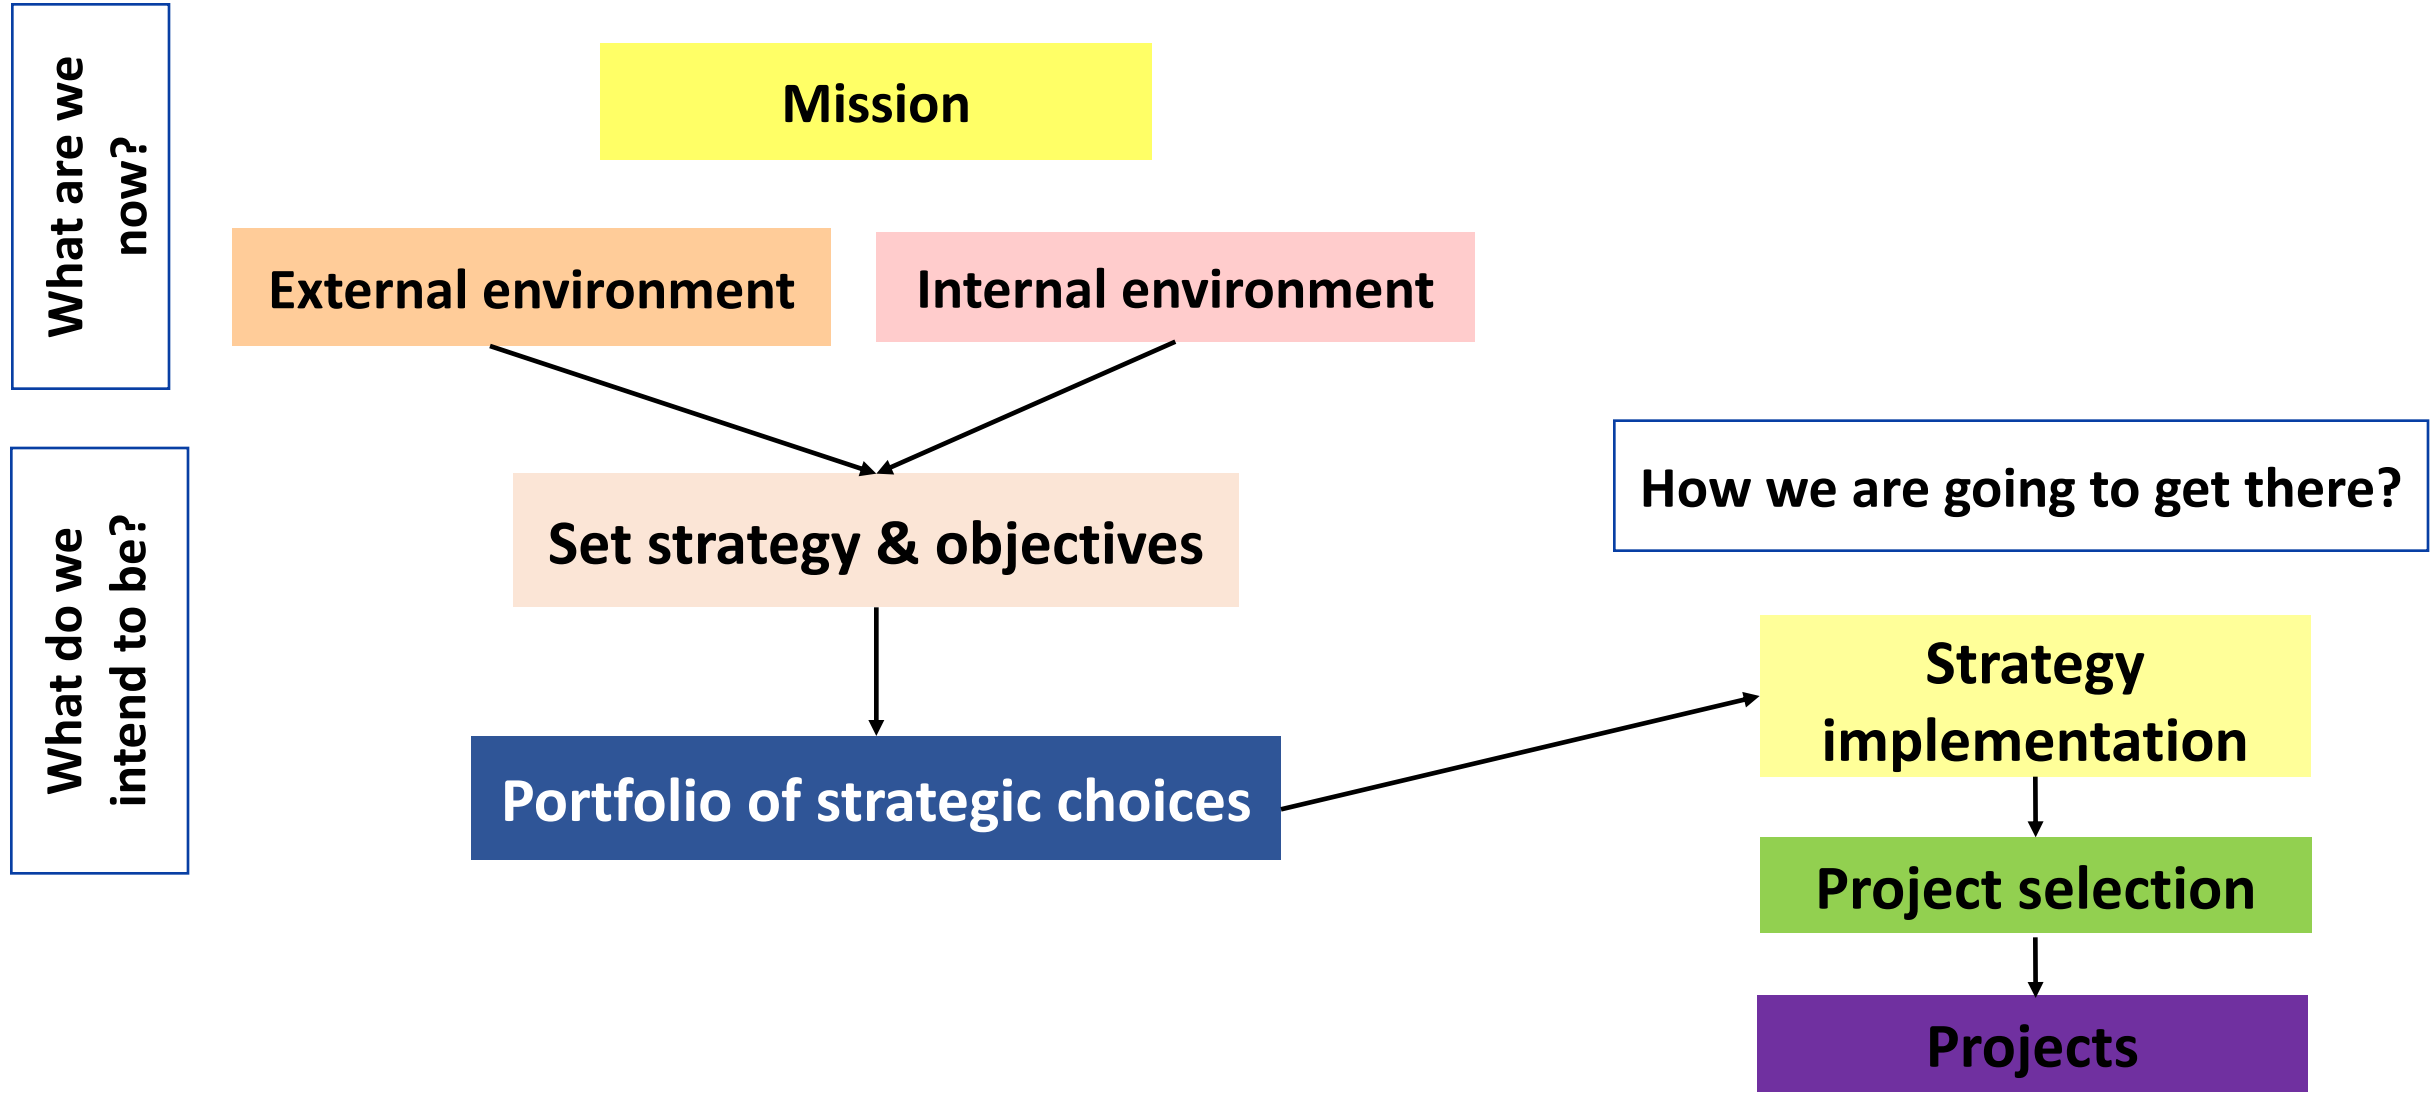 What are we
now?
Mission
External environment
Internal environment
What do we
intend to be?
Set strategy & objectives
Portfolio of strategic choices
How we are going to get there?
Strategy
implementation
Project selection
Projects